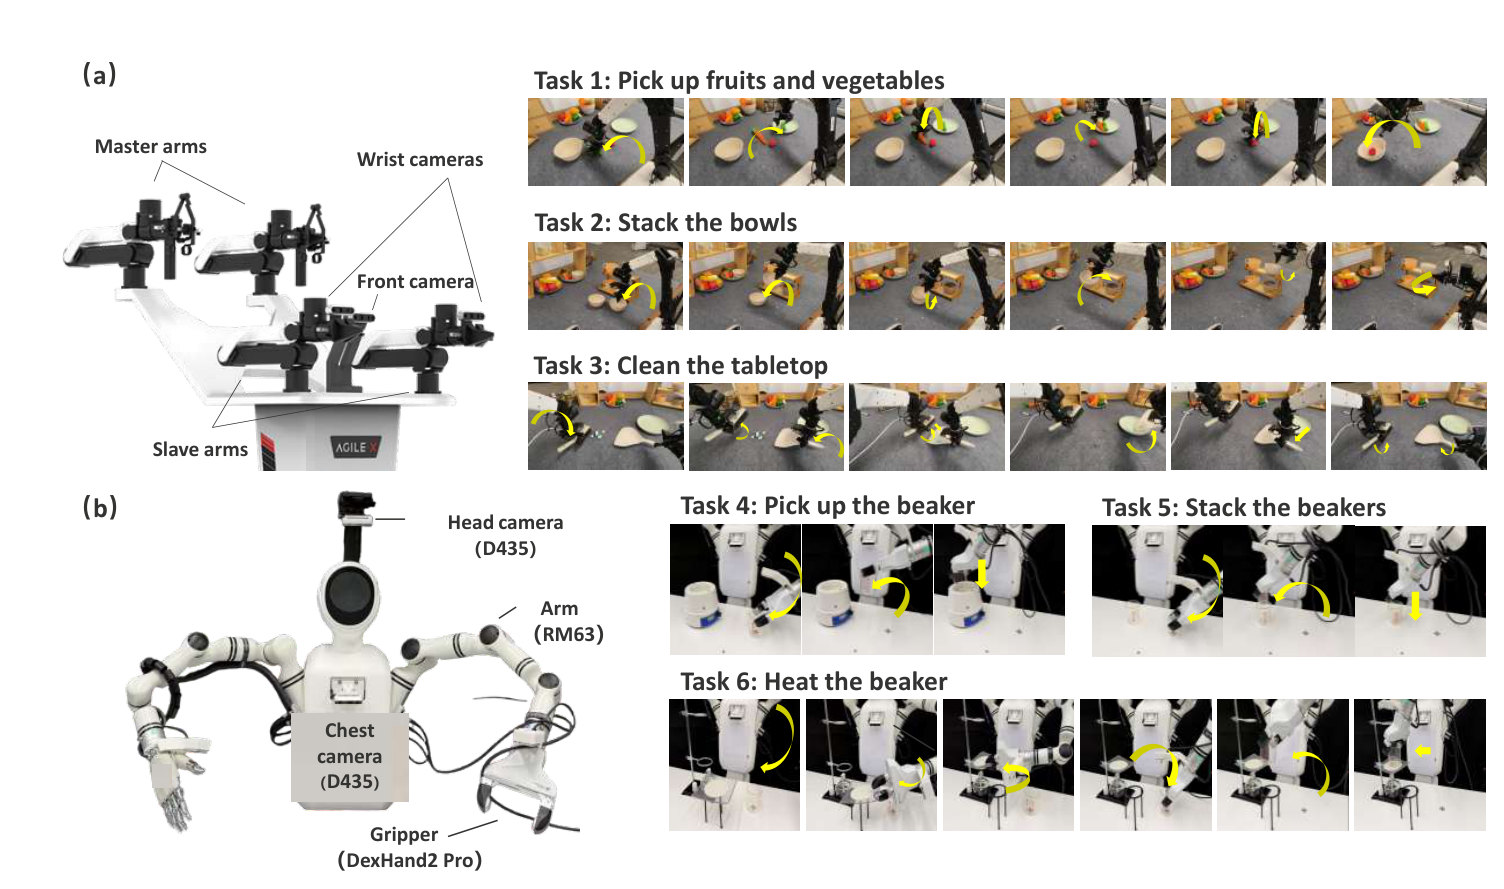 (a)
Master arms
Wrist cameras
Front camera
Slave arms
AGILE X
Task 1: Pick up fruits and vegetables
Task 2: Stack the bowls
Task 3: Clean the tabletop
(b)
Head camera
(D435)
Arm
(RM63)
Chest
camera
(D435)
Gripper
(DexHand2 Pro)
Task 4: Pick up the beaker
Task 5: Stack the beakers
Task 6: Heat the beaker